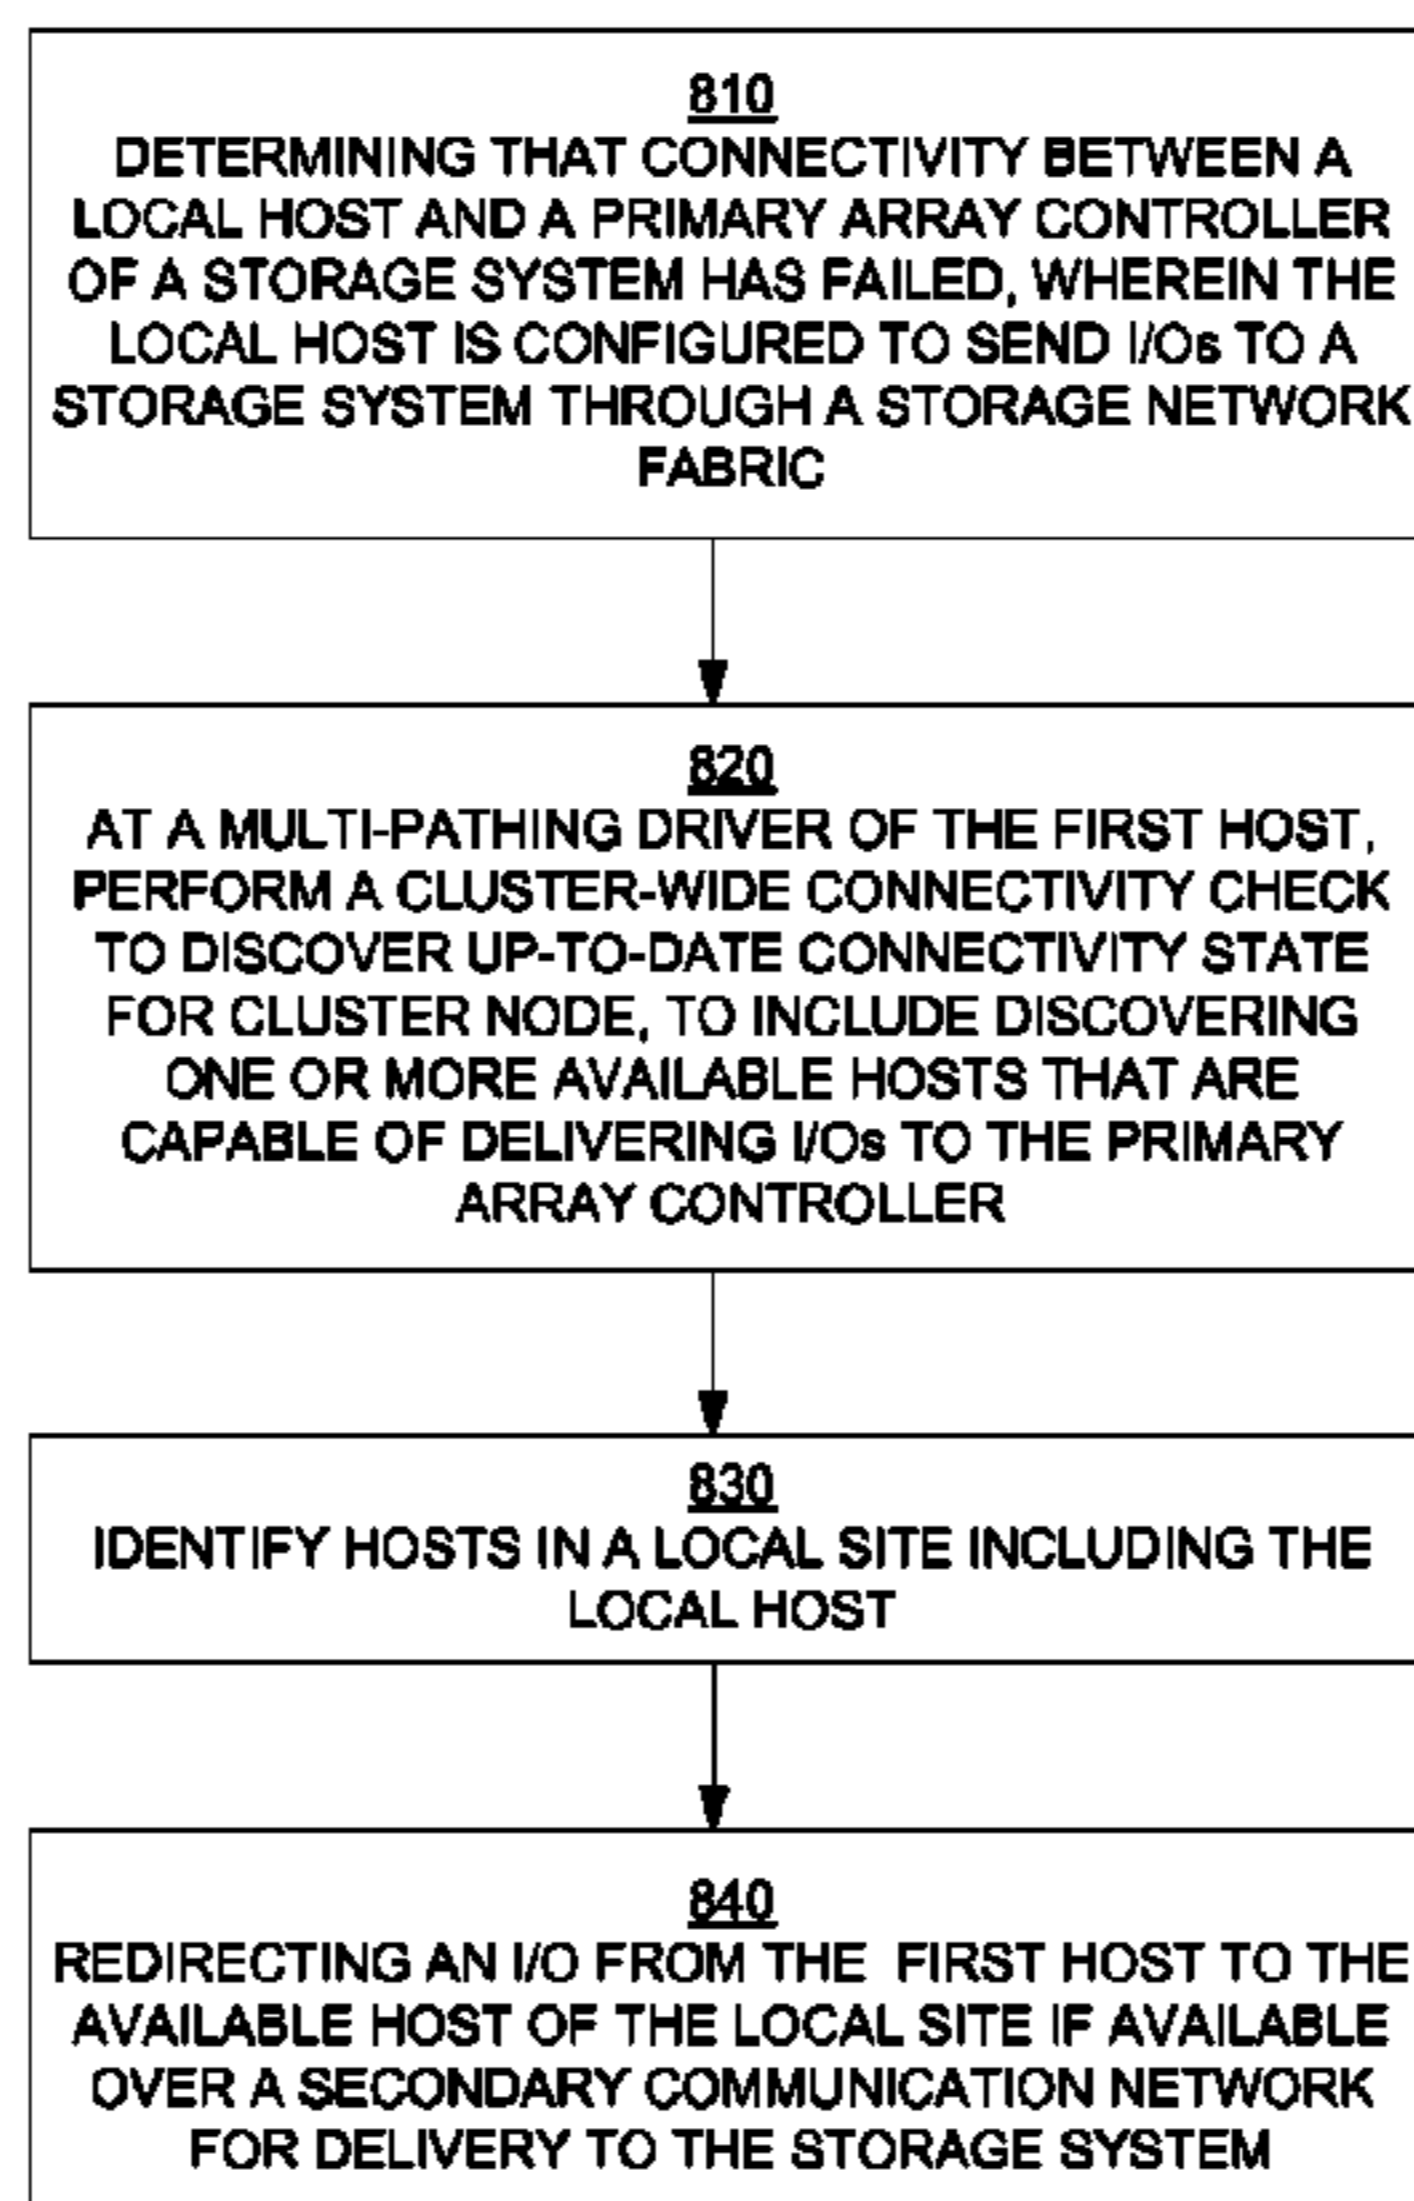 810
DETERMINING THAT CONNECTIVITY BETWEEN A
LOCAL HOST AND A PRIMARY ARRAY CONTROLLER
OF A STORAGE SYSTEM HAS FAILED, WHEREIN THE
LOCAL HOST IS CONFIGURED TO SEND I/Os TO A
STORAGE SYSTEM THROUGH A STORAGE NETWORK
FABRIC
820
AT A MULTI-PATHING DRIVER OF THE FIRST HOST,
PERFORM A CLUSTER-WIDE CONNECTIVITY CHECK
TO DISCOVER UP-TO-DATE CONNECTIVITY STATE
FOR CLUSTER NODE, TO INCLUDE DISCOVERING
ONE OR MORE AVAILABLE HOSTS THAT ARE
CAPABLE OF DELIVERING I/Os TO THE PRIMARY
ARRAY CONTROLLER
830
IDENTIFY HOSTS IN A LOCAL SITE INCLUDING THE
LOCAL HOST
840
REDIRECTING AN I/O FROM THE FIRST HOST TO THE
AVAILABLE HOST OF THE LOCAL SITE IF AVAILABLE
OVER A SECONDARY COMMUNICATION NETWORK
FOR DELIVERY TO THE STORAGE SYSTEM